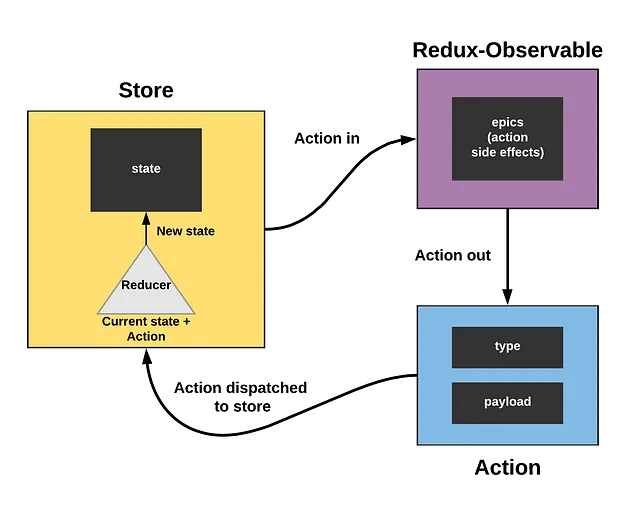 Redux-Observable
Store
epics
(action
side effects)
Action in
state
New state
Action out
Reducer
Current state +
Action
type
Action dispatched
to store
payload
Action